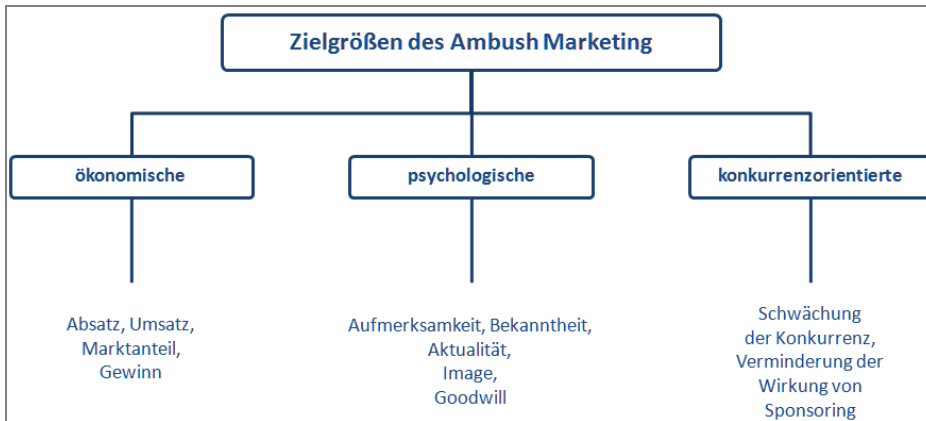 Zielgrößen des Ambush Marketing
ökonomische
psychologische
konkurrenzorientierte
Absatz, Umsatz,
Marktanteil,
Gewinn
Aufmerksamkeit, Bekanntheit,
Aktualität,
Image,
Goodwill
Schwächung
der Konkurrenz,
Verminderung der
Wirkung von
Sponsoring